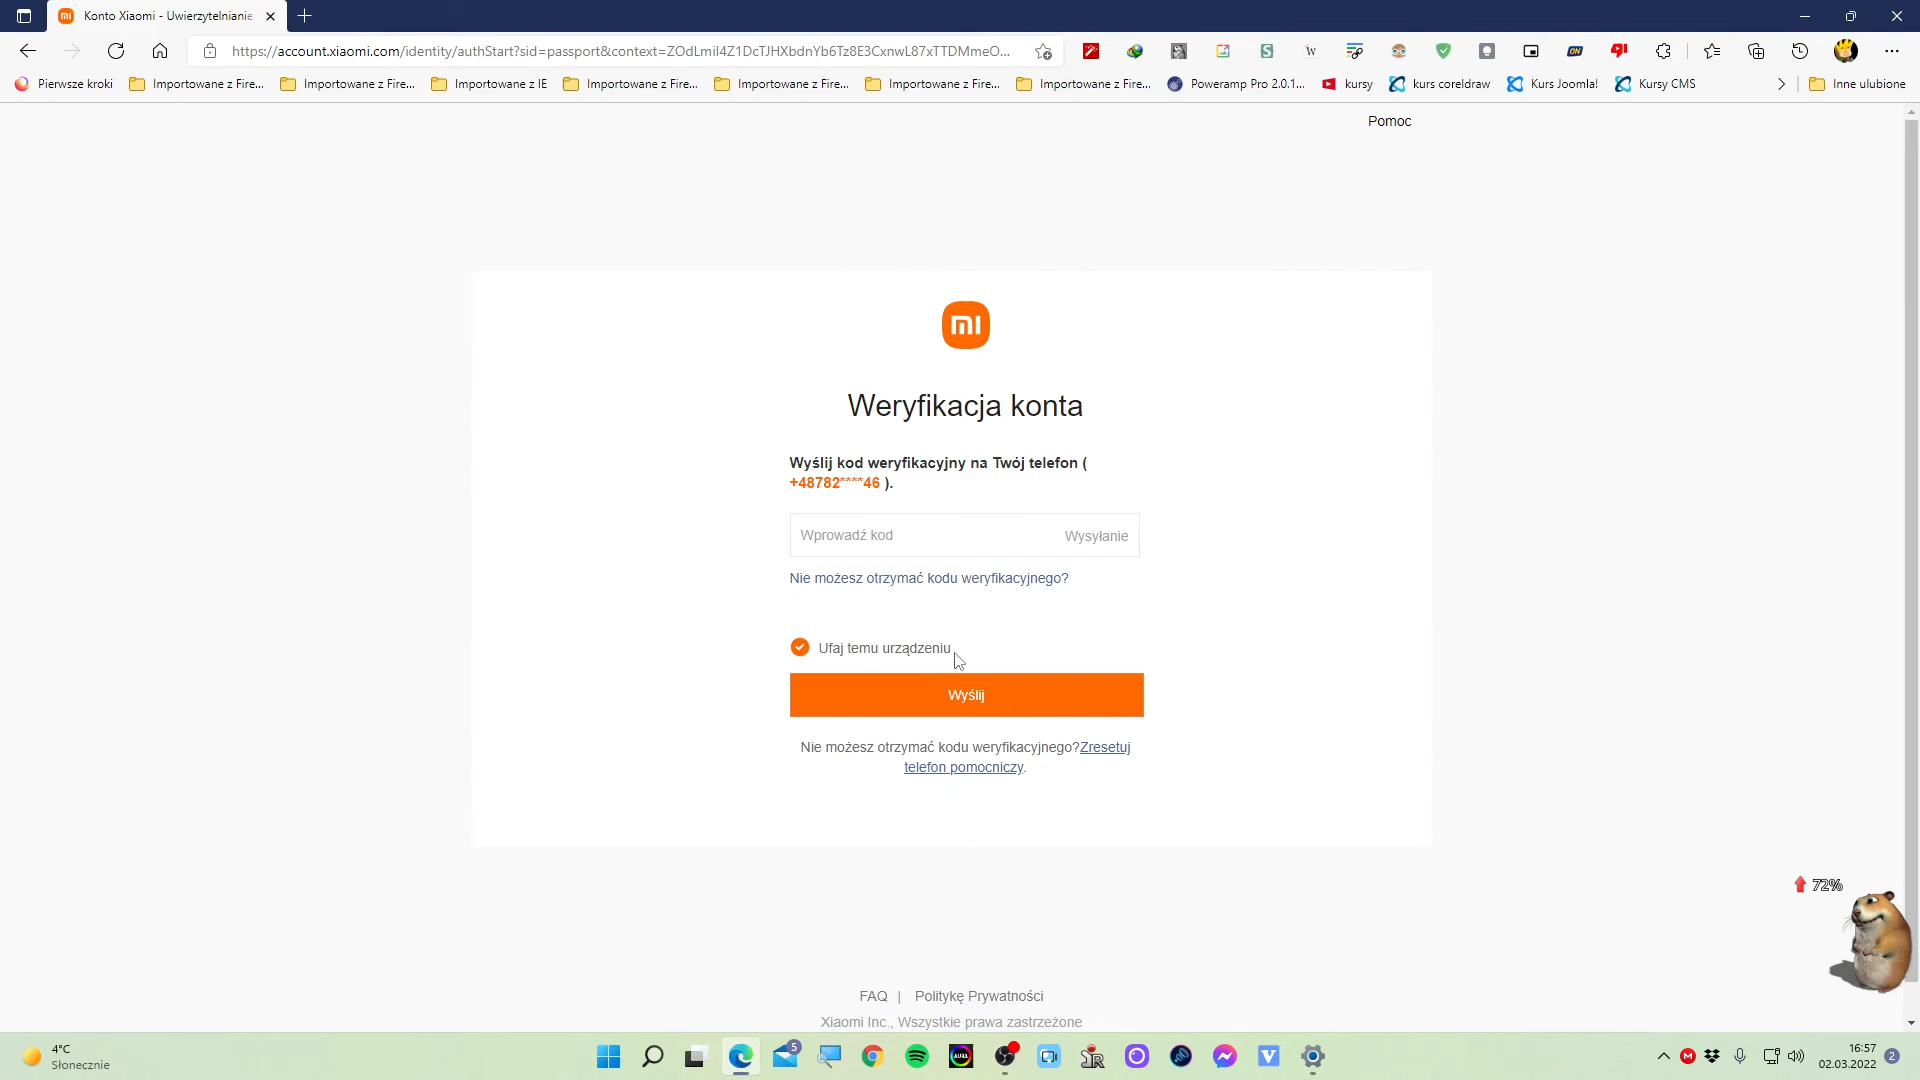 Konto Xiaomi - Uwierzytelnianie
https://account.xiaomi.com/identity/authStart?sid=passport&context=ZOdLmiI4Z1DcTJHXbdnYb6Tz8E3CxnwL87xTTDMmeO...
Pierwsze kroki
Importowane z Fire...
Importowane z Fire...
Importowane z IE
Importowane z Fire...
Importowane z Fire...
Importowane z Fire...
Importowane z Fire...
Poweramp Pro 2.0.1...
kursy
kurs coreldraw
Kurs Joomla!
Kursy CMS
Inne ulubione
Pomoc
Weryfikacja konta
Wyślij kod weryfikacyjny na Twój telefon (
+48782****46 ).
Wprowadź kod
Wysyłanie
Nie możesz otrzymać kodu weryfikacyjnego?
Ufaj temu urządzeniu
Wyślij
Nie możesz otrzymać kodu weryfikacyjnego?Zresetuj
telefon pomocniczy.
72%
FAQ | Politykę Prywatności
Xiaomi Inc., Wszystkie prawa zastrzeżone
4°C
Słonecznie
5
AURA
16:57
02.03.2022
2